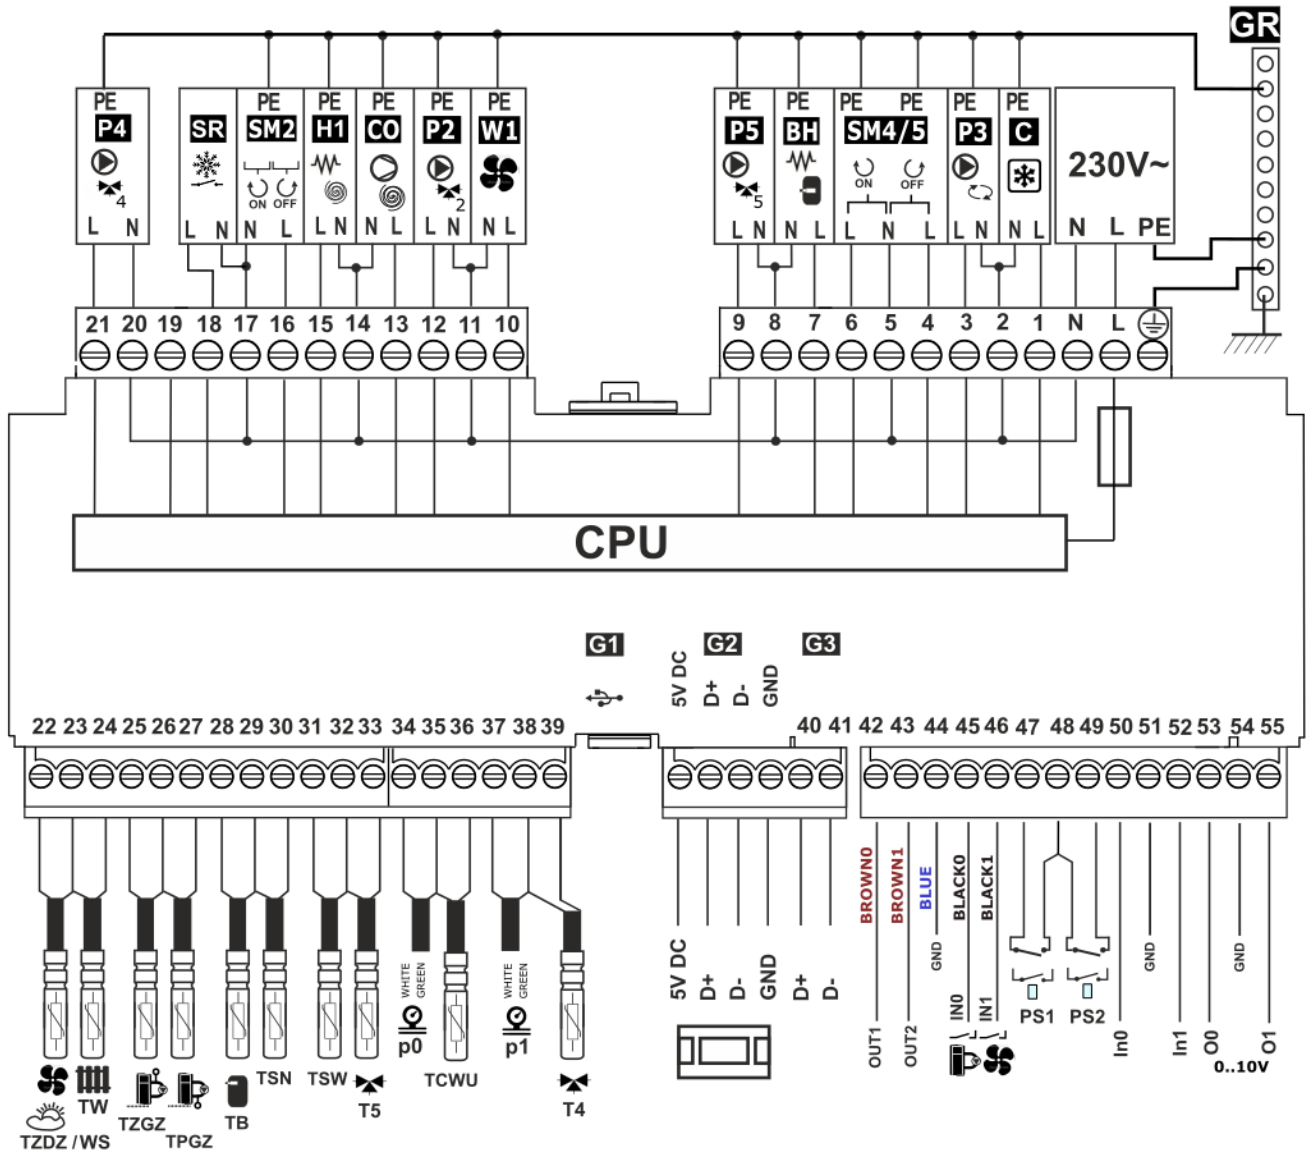 GR
PE PE PE PE PE PE PE PE PE PE PE PE
P4 SR SM2 H1 CO P2 W1 P5 BH SM4/5 P3 C
230V~
4 ON OFF 2 5 ON OFF
L N L N N L L N N L L N N L L N N L L N L L N N L N L PE
21 20 19 18 17 16 15 14 13 12 11 10 9 8 7 6 5 4 3 2 1 N L
CPU
G1 G2 G3
5V DC D+ D- GND
22 23 24 25 26 27 28 29 30 31 32 33 34 35 36 37 38 39 40 41 42 43 44 45 46 47 48 49 50 51 52 53 54 55
BROWN0 BROWN1 BLUE BLACK0 BLACK1
WHITE GREEN WHITE GREEN
5V DC D+ D- GND D+ D-
GND GND GND
IN0 IN1
PS1 PS2
OUT1 OUT2 In0 In1 O0 O1
0..10V
p0 p1
TSN TSW TCWU
TW T5 T4
TZGZ TB
TZDZ / WS TPGZ